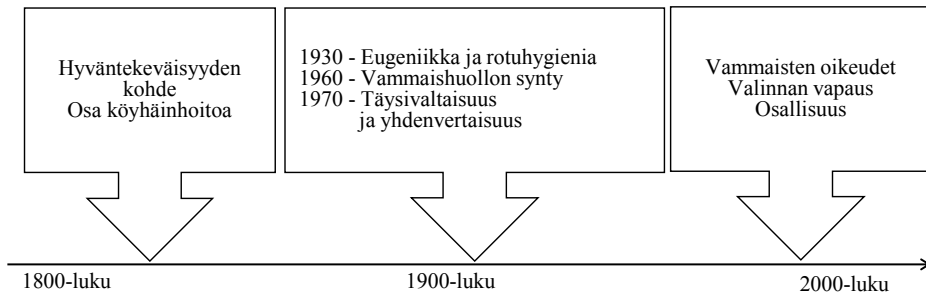 Hyväntekeväisyyden
kohde
Osa köyhäinhoitoa
1930 - Eugeniikka ja rotuhygienia
1960 - Vammaishuollon synty
1970 - Täysivaltaisuus
ja yhdenvertaisuus
Vammaisten oikeudet
Valinnan vapaus
Osallisuus
1800-luku
1900-luku
2000-luku